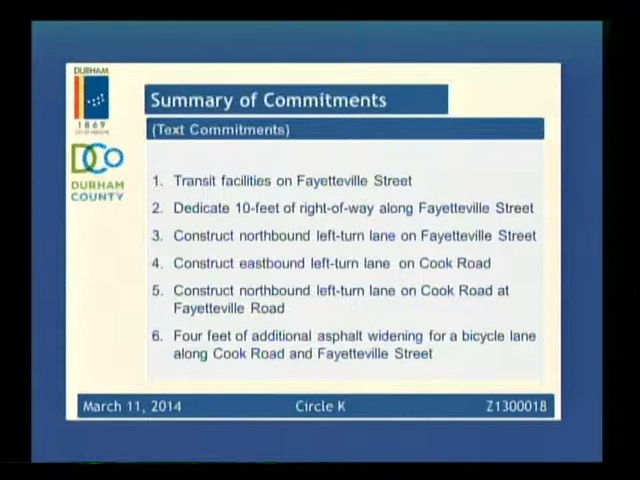 DURHAM
1869
CITY OF MEDICINE
DCo
DURHAM
COUNTY
Summary of Commitments
(Text Commitments)
1. Transit facilities on Fayetteville Street
2. Dedicate 10-feet of right-of-way along Fayetteville Street
3. Construct northbound left-turn lane on Fayetteville Street
4. Construct eastbound left-turn lane on Cook Road
5. Construct northbound left-turn lane on Cook Road at
Fayetteville Road
6. Four feet of additional asphalt widening for a bicycle lane
along Cook Road and Fayetteville Street
March 11, 2014
Circle K
Z1300018